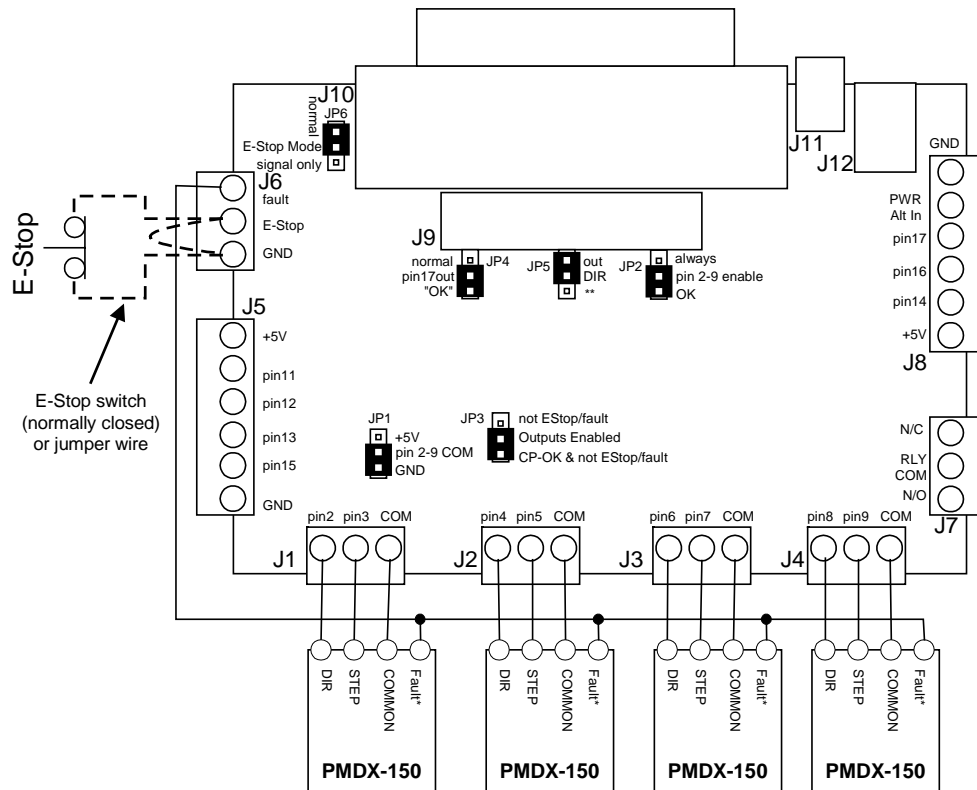 J10
normal
JP6
E-Stop Mode
signal only
J11
J12
J6
fault
E-Stop
GND
E-Stop
J9
normal
pin17out
"OK"
JP4
JP5
out
DIR
**
JP2
always
pin 2-9 enable
OK
GND
PWR
Alt In
pin17
pin16
pin14
+5V
J8
J5
+5V
pin11
pin12
pin13
pin15
GND
E-Stop switch
(normally closed)
or jumper wire
JP1
+5V
pin 2-9 COM
GND
JP3
not EStop/fault
Outputs Enabled
CP-OK & not EStop/fault
N/C
RLY
COM
N/O
J7
pin2 pin3 COM
J1
pin4 pin5 COM
J2
pin6 pin7 COM
J3
pin8 pin9 COM
J4
DIR
STEP
COMMON
Fault*
PMDX-150
DIR
STEP
COMMON
Fault*
PMDX-150
DIR
STEP
COMMON
Fault*
PMDX-150
DIR
STEP
COMMON
Fault*
PMDX-150